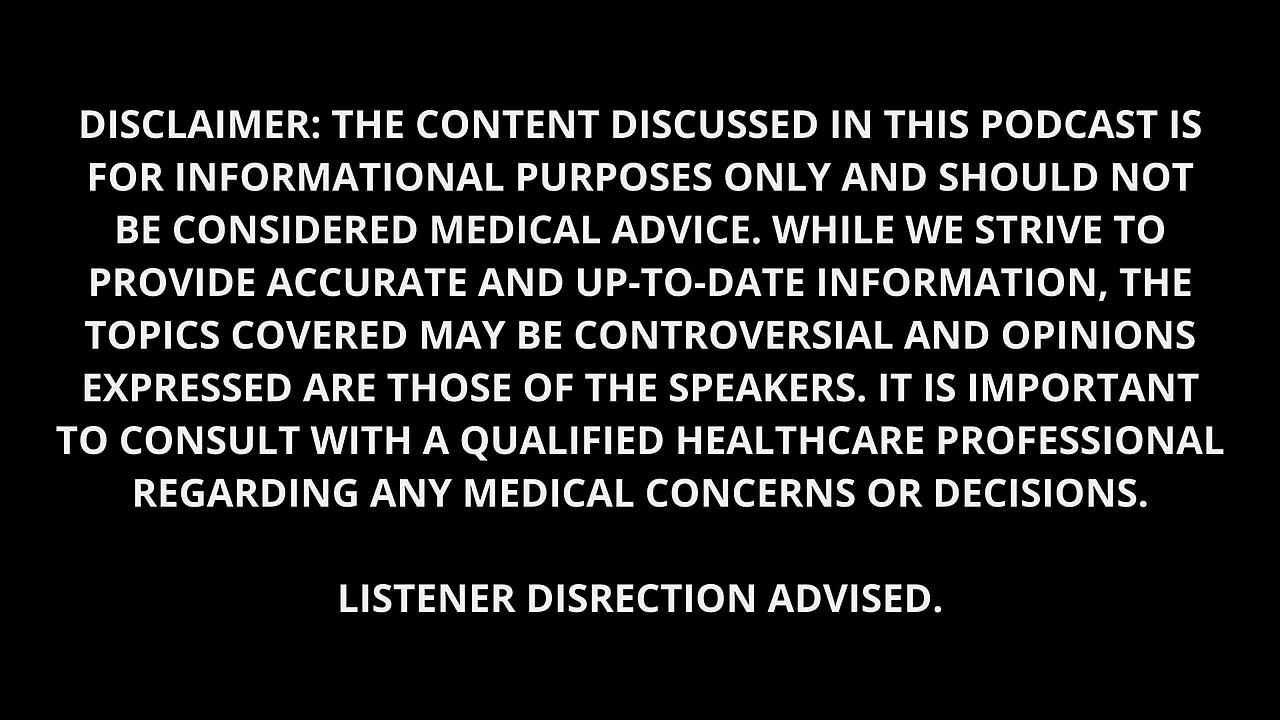 DISCLAIMER: THE CONTENT DISCUSSED IN THIS PODCAST IS
FOR INFORMATIONAL PURPOSES ONLY AND SHOULD NOT
BE CONSIDERED MEDICAL ADVICE. WHILE WE STRIVE TO
PROVIDE ACCURATE AND UP-TO-DATE INFORMATION, THE
TOPICS COVERED MAY BE CONTROVERSIAL AND OPINIONS
EXPRESSED ARE THOSE OF THE SPEAKERS. IT IS IMPORTANT
TO CONSULT WITH A QUALIFIED HEALTHCARE PROFESSIONAL
REGARDING ANY MEDICAL CONCERNS OR DECISIONS.
LISTENER DISRECTION ADVISED.